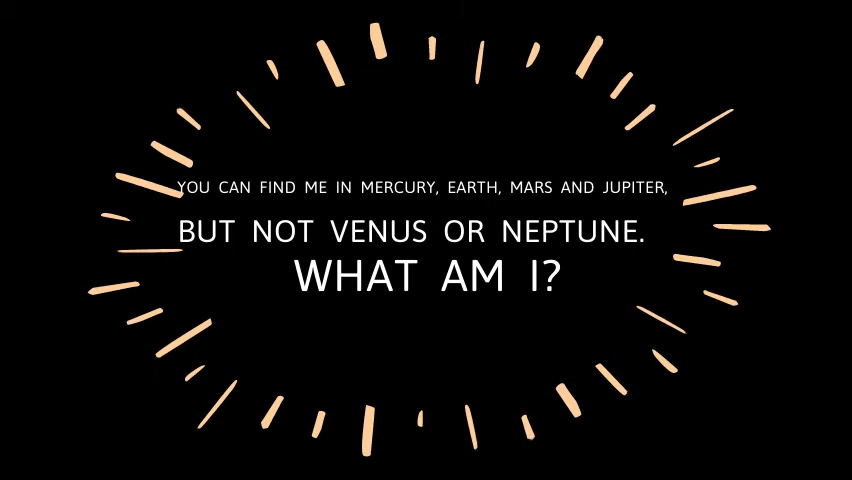 YOU CAN FIND ME IN MERCURY, EARTH, MARS AND JUPITER,
BUT NOT VENUS OR NEPTUNE.
WHAT AM I?